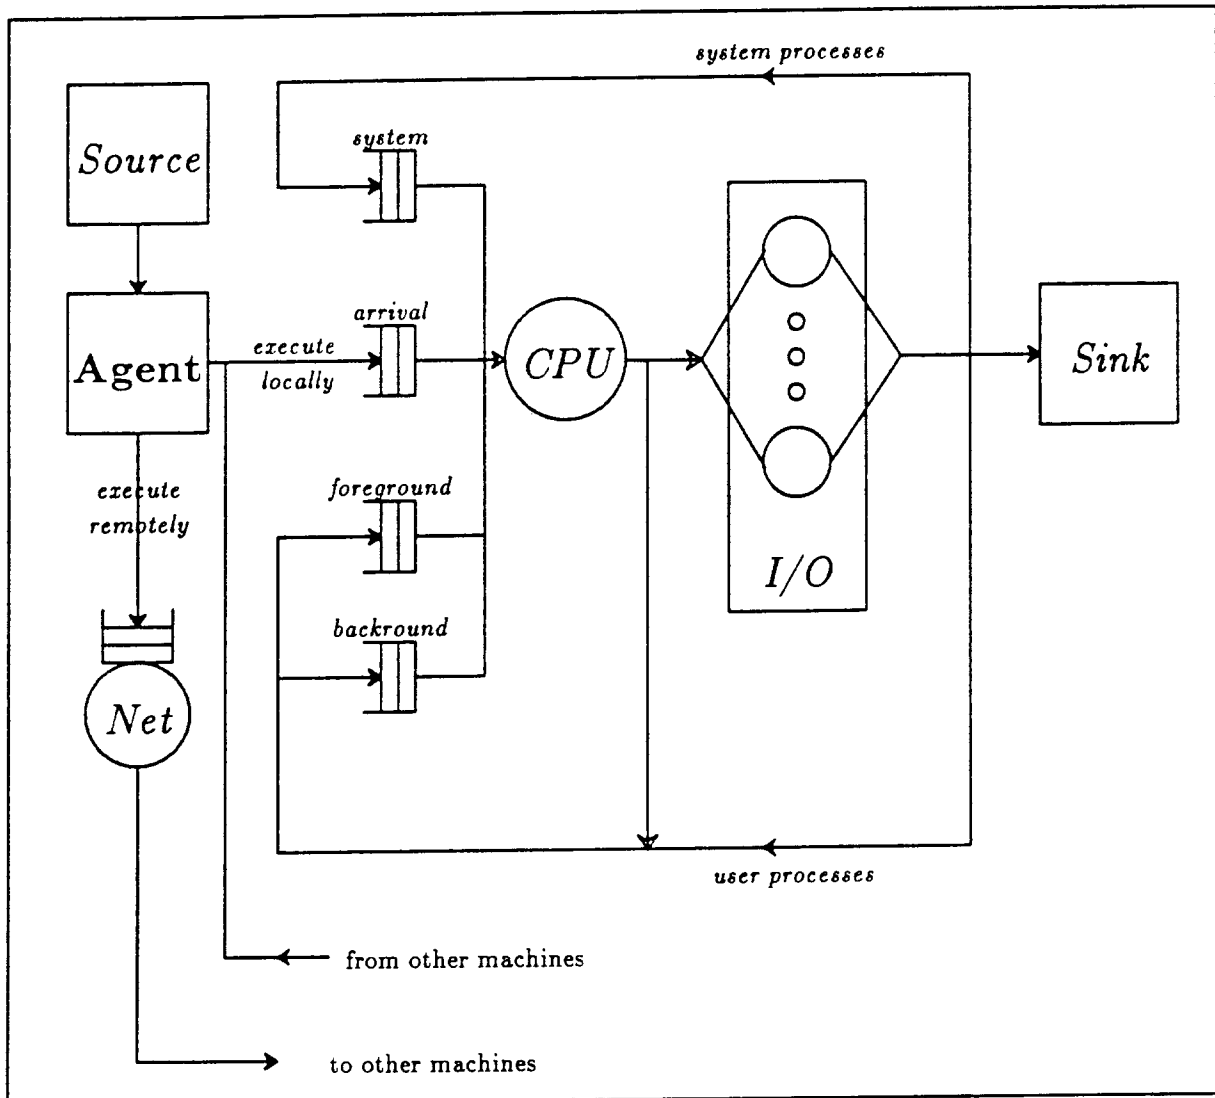 system processes
system
Source
arrival
execute
locally
Agent
CPU
Sink
execute
remotely
foreground
I/O
backround
Net
user processes
from other machines
to other machines